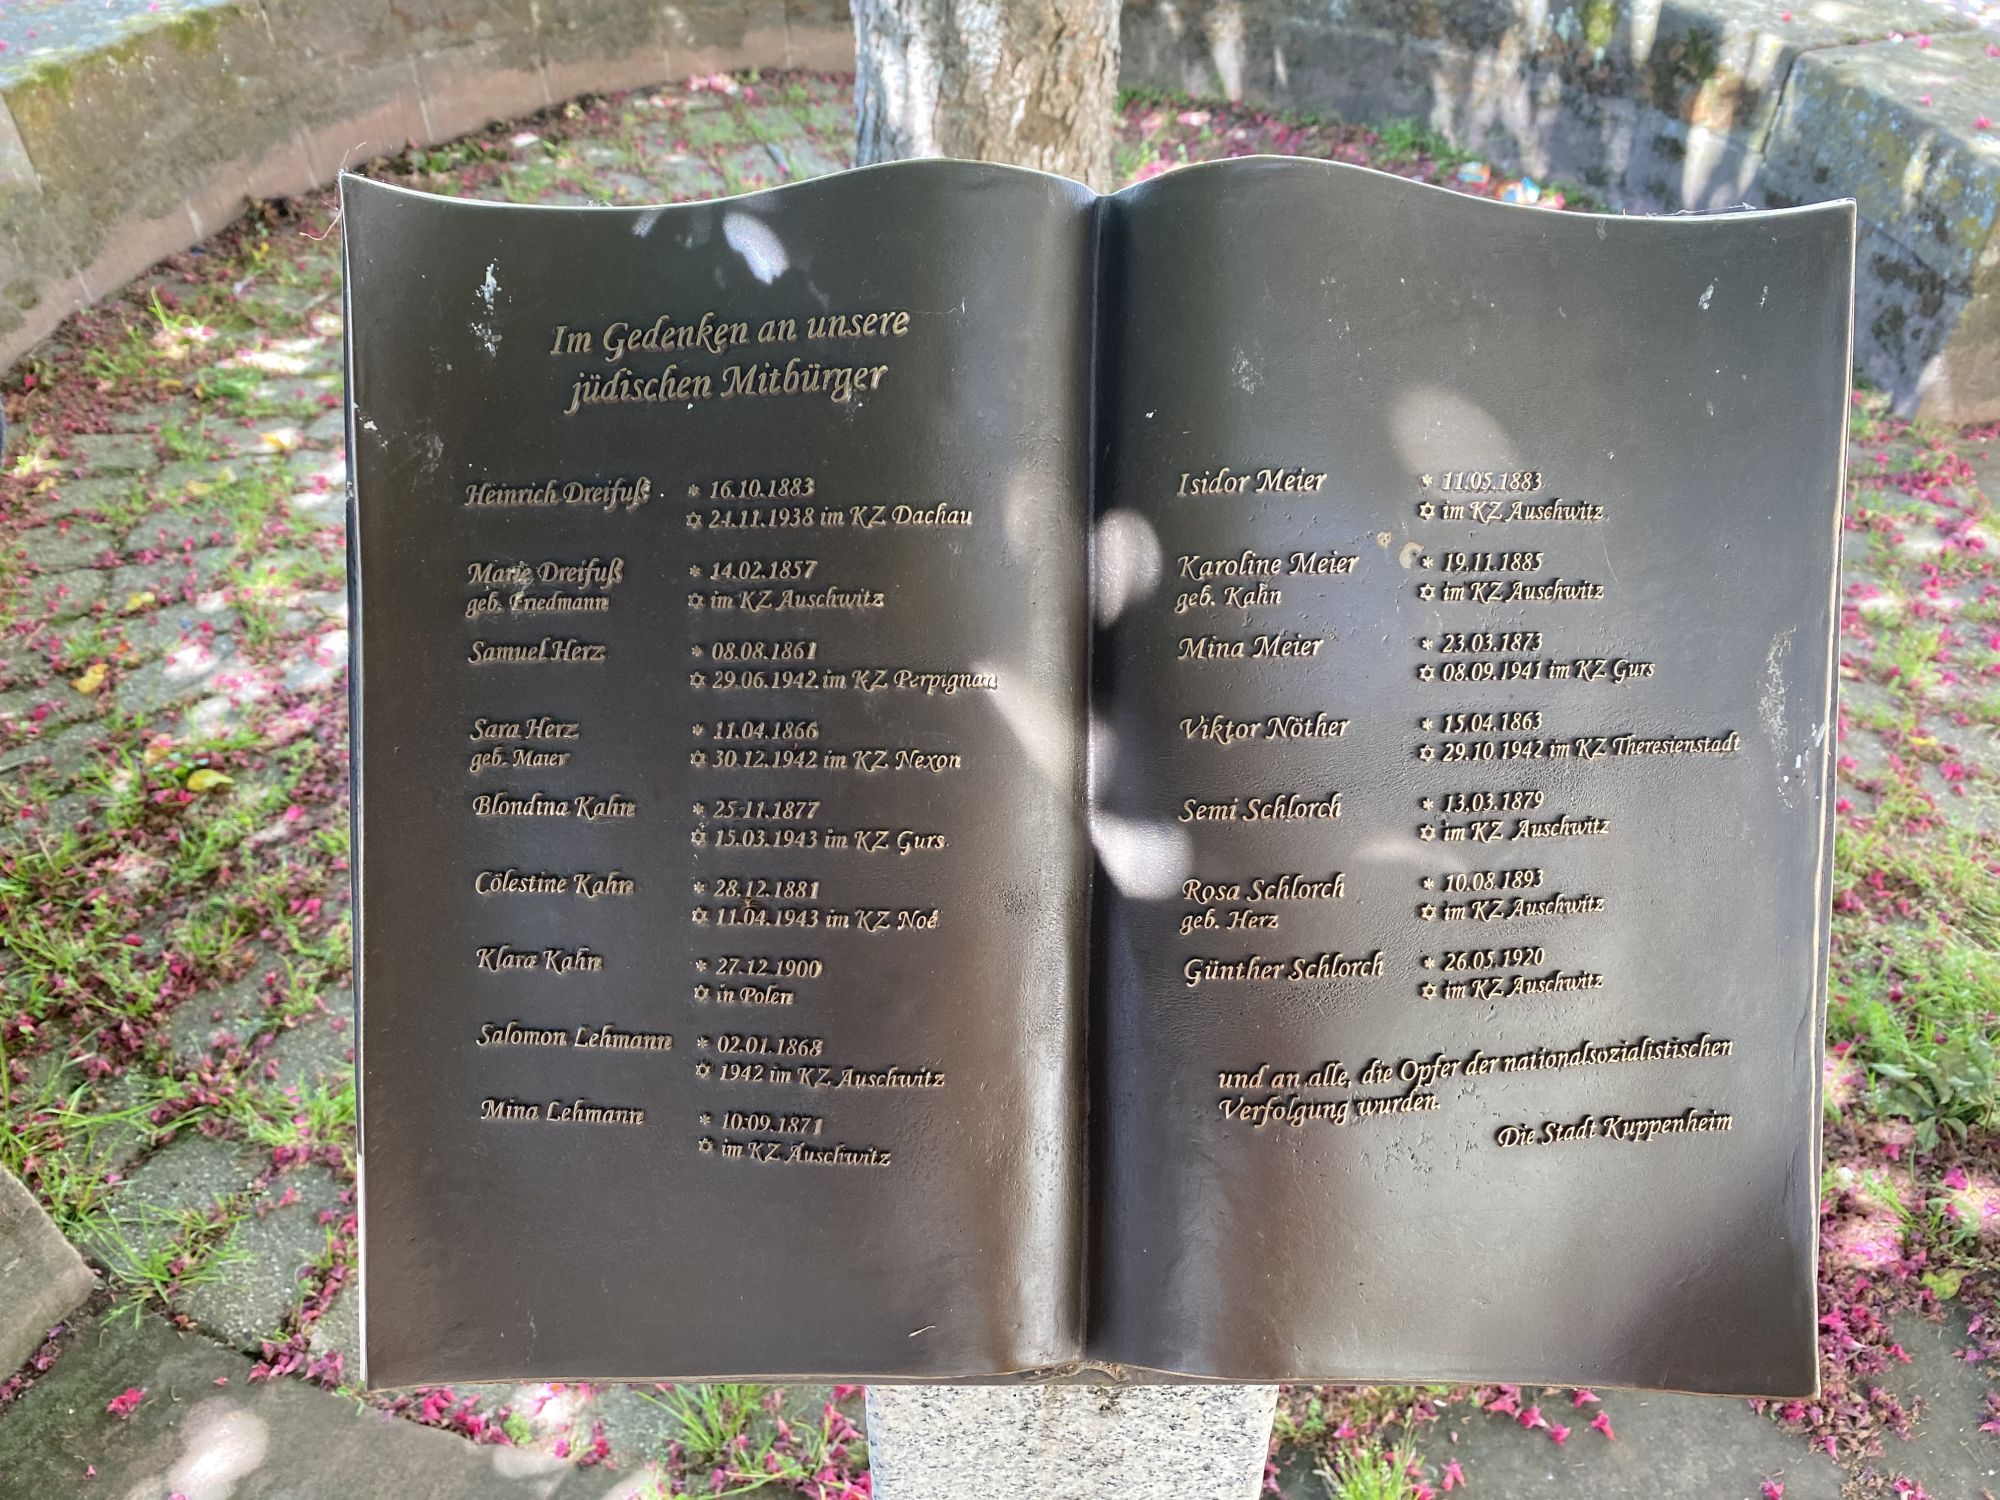 Im Gedenken an unsere
jüdischen Mitbürger
Heinrich Dreifuß * 16.10.1883
✡ 24.11.1938 im KZ Dachau
Marie Dreifuß * 14.02.1857
geb. Friedmann ✡ im KZ Auschwitz
Samuel Herz * 08.08.1861
✡ 29.06.1942 im KZ Perpignan
Sara Herz * 11.04.1866
geb. Maier ✡ 30.12.1942 im KZ Nexon
Blondina Kahn * 25.11.1877
✡ 15.03.1943 im KZ Gurs
Cölestine Kahn * 28.12.1881
✡ 11.04.1943 im KZ Noé
Klara Kahn * 27.12.1900
✡ in Polen
Salomon Lehmann * 02.01.1868
✡ 1942 im KZ Auschwitz
Mina Lehmann * 10.09.1871
✡ im KZ Auschwitz
Isidor Meier * 11.05.1883
✡ im KZ Auschwitz
Karoline Meier * 19.11.1885
geb. Kahn ✡ im KZ Auschwitz
Mina Meier * 23.03.1873
✡ 08.09.1941 im KZ Gurs
Viktor Nöther * 15.04.1863
✡ 29.10.1942 im KZ Theresienstadt
Semi Schlorch * 13.03.1879
✡ im KZ Auschwitz
Rosa Schlorch * 10.08.1893
geb. Herz ✡ im KZ Auschwitz
Günther Schlorch * 26.05.1920
✡ im KZ Auschwitz
und an alle, die Opfer der nationalsozialistischen
Verfolgung wurden.
Die Stadt Kuppenheim